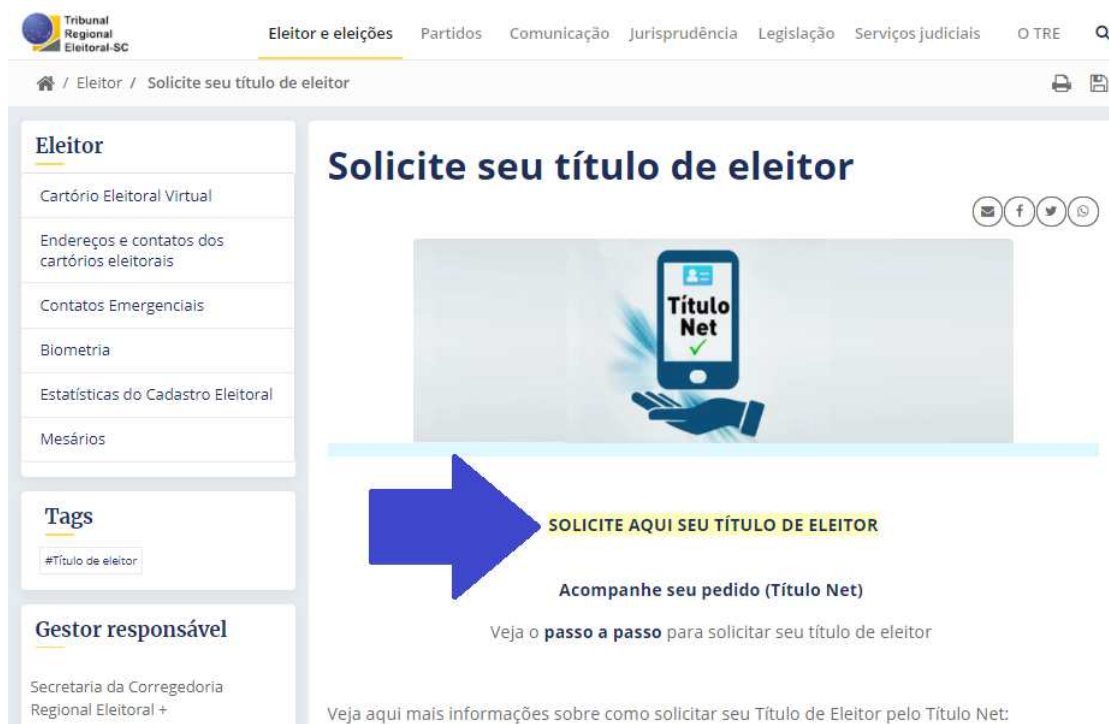 Tribunal
Regional
Eleitoral-SC
Eleitor e eleições Partidos Comunicação Jurisprudência Legislação Serviços judiciais O TRE
/ Eleitor / Solicite seu título de eleitor
Eleitor
Cartório Eleitoral Virtual
Endereços e contatos dos
cartórios eleitorais
Contatos Emergenciais
Biometria
Estatísticas do Cadastro Eleitoral
Mesários
Tags
#Título de eleitor
Gestor responsável
Secretaria da Corregedoria
Regional Eleitoral +
Solicite seu título de eleitor
Título
Net
SOLICITE AQUI SEU TÍTULO DE ELEITOR
Acompanhe seu pedido (Título Net)
Veja o passo a passo para solicitar seu título de eleitor
Veja aqui mais informações sobre como solicitar seu Título de Eleitor pelo Título Net: